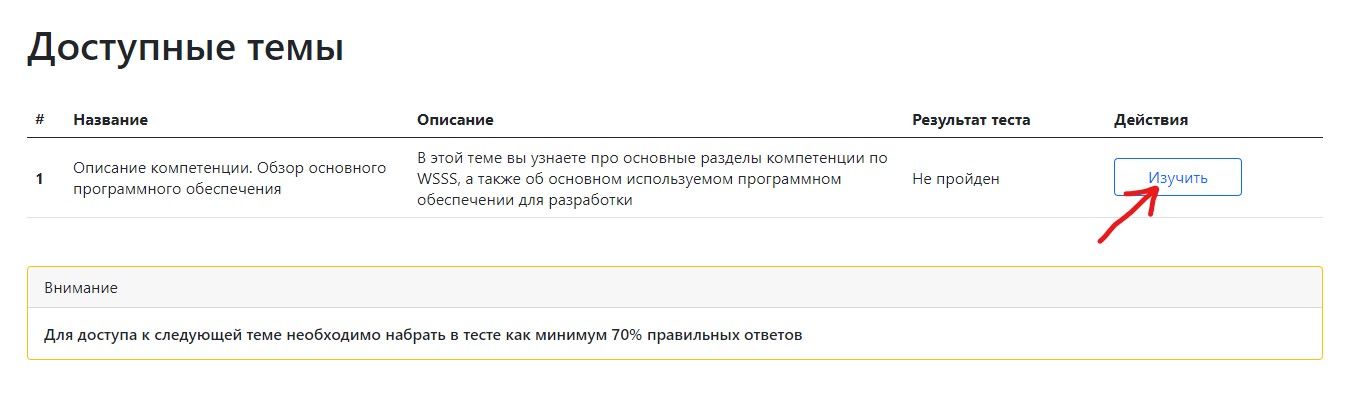 Доступные темы
# Название Описание Результат теста Действия
1 Описание компетенции. Обзор основного программного обеспечения
В этой теме вы узнаете про основные разделы компетенции по
WSSS, а также об основном используемом программном
обеспечении для разработки
Не пройден
Изучить
Внимание
Для доступа к следующей теме необходимо набрать в тесте как минимум 70% правильных ответов